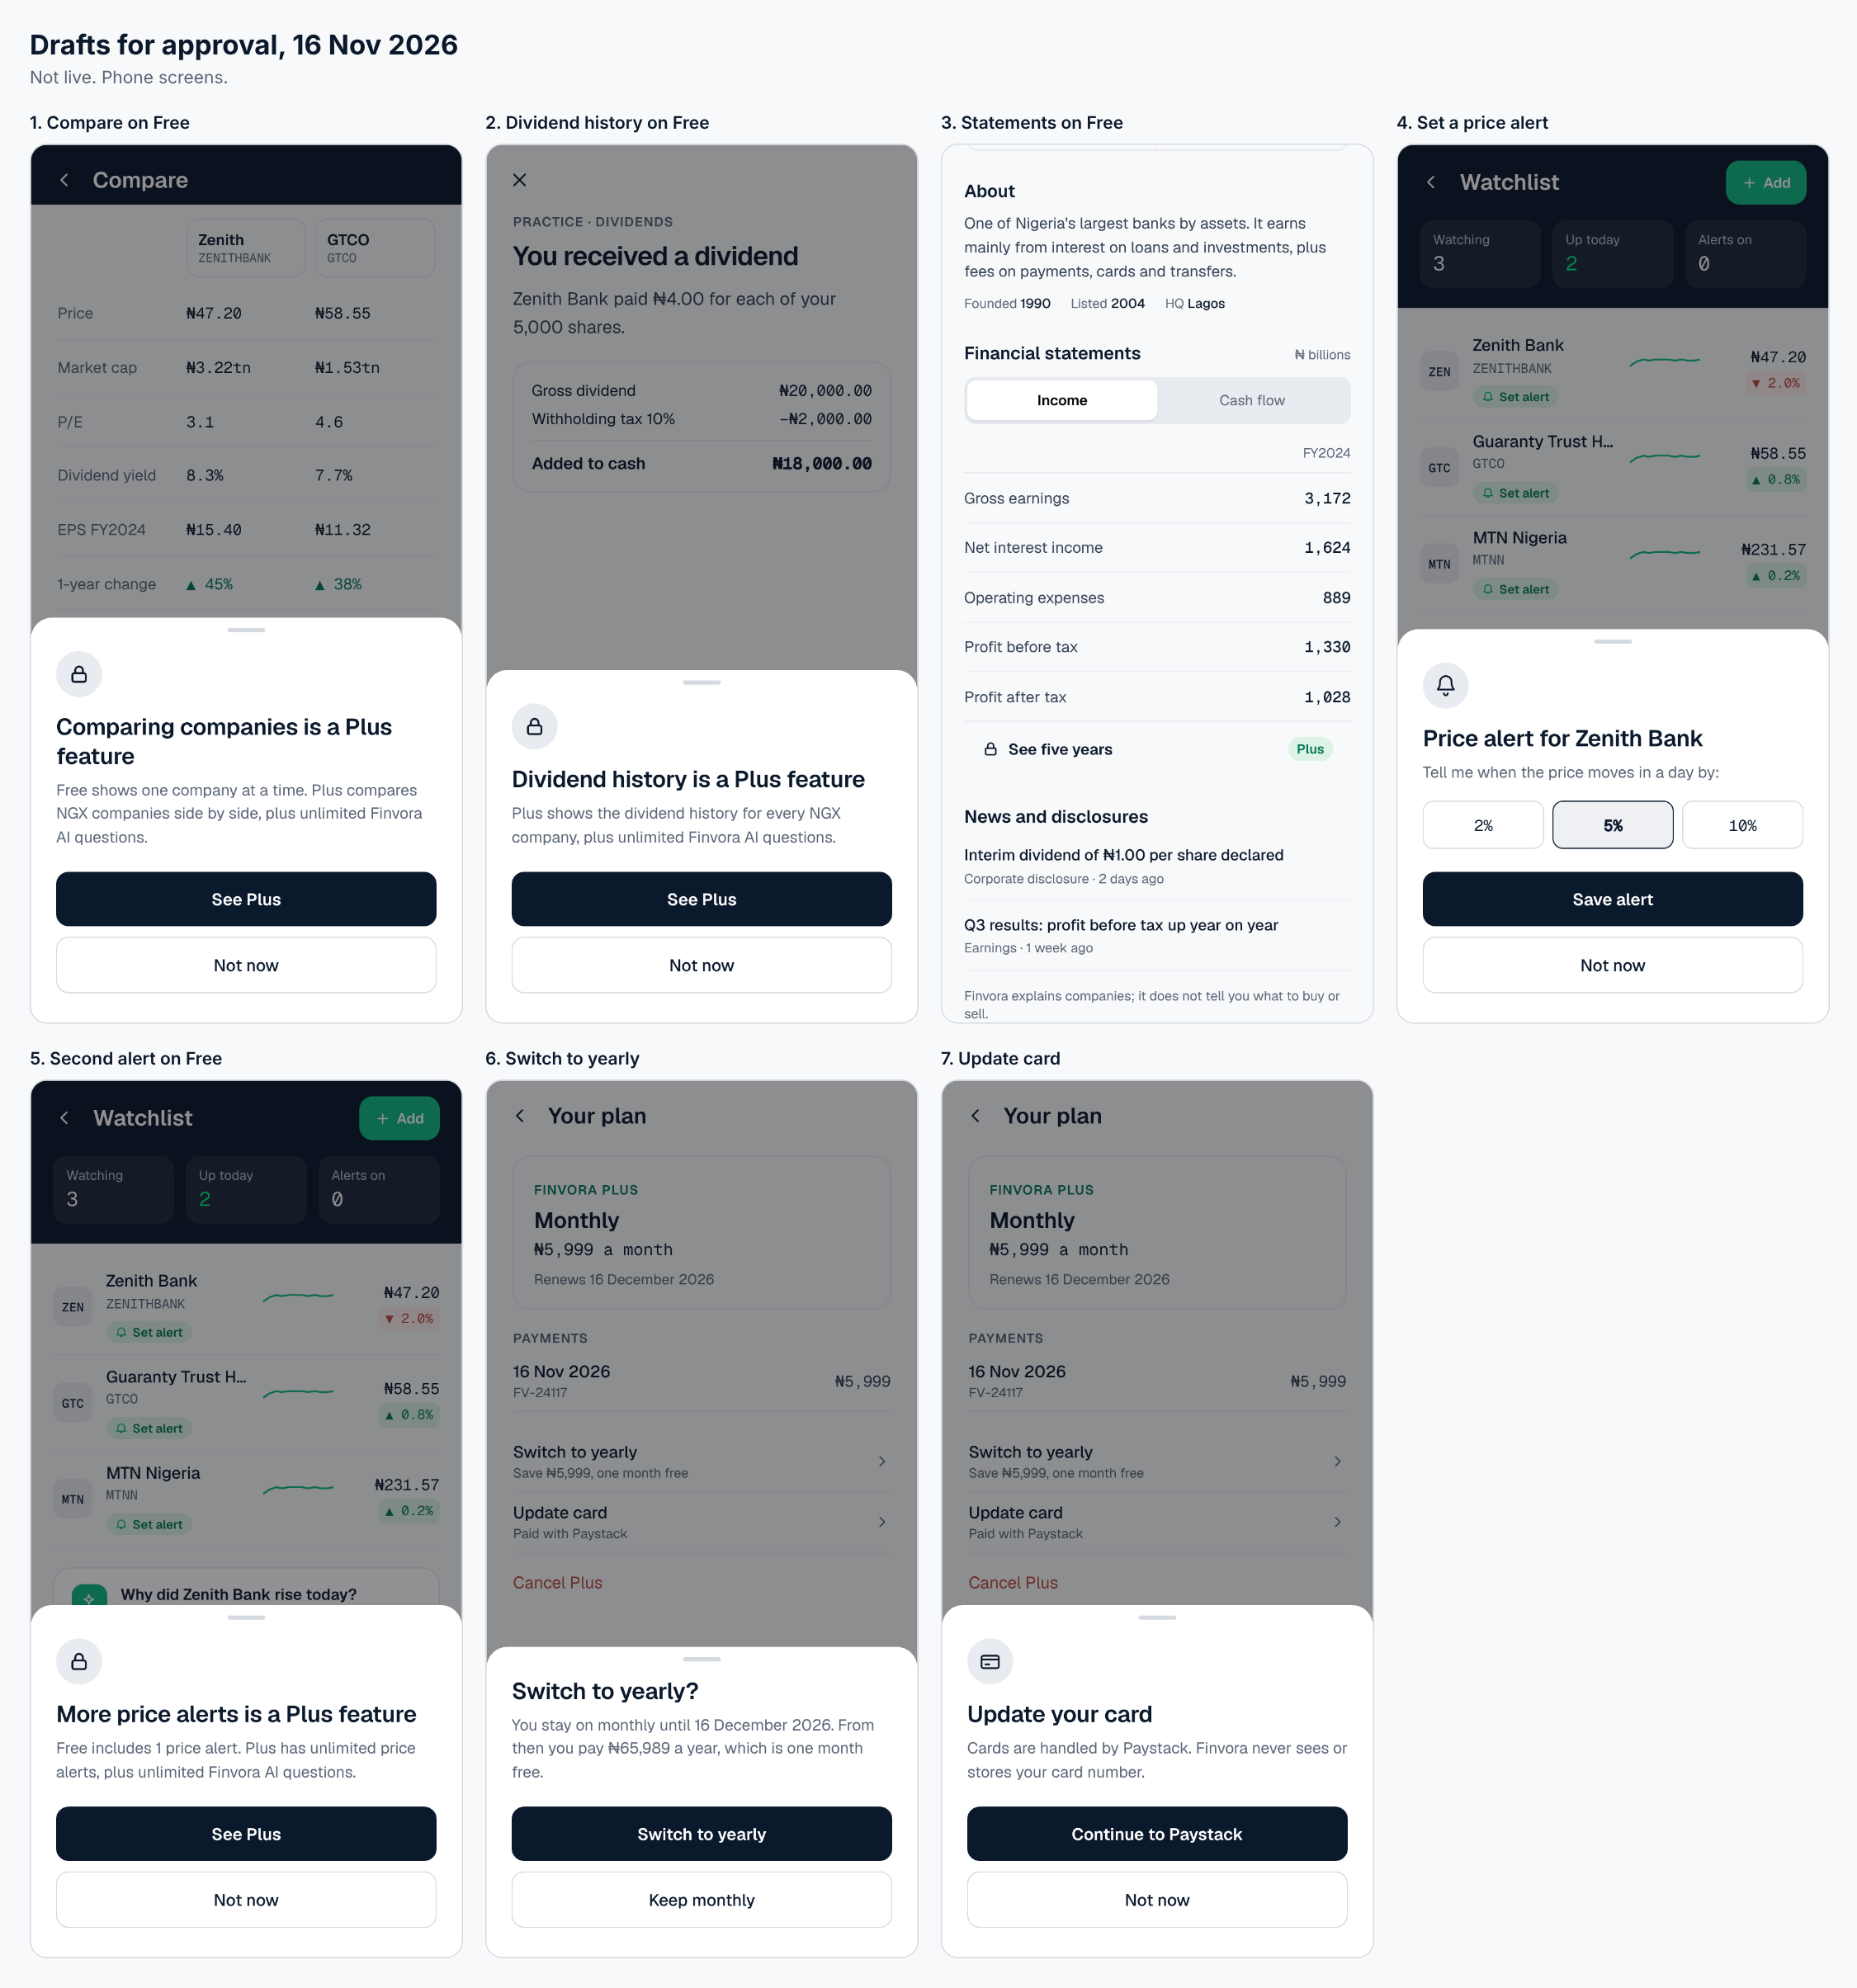 Drafts for approval, 16 Nov 2026
Not live. Phone screens.
1. Compare on Free
Compare
Zenith
ZENITHBANK
GTCO
GTCO
Price ₦47.20 ₦58.55
Market cap ₦3.22tn ₦1.53tn
P/E 3.1 4.6
Dividend yield 8.3% 7.7%
EPS FY2024 ₦15.40 ₦11.32
1-year change ▲ 45% ▲ 38%
Comparing companies is a Plus
feature
Free shows one company at a time. Plus compares
NGX companies side by side, plus unlimited Finvora
AI questions.
See Plus
Not now
2. Dividend history on Free
PRACTICE · DIVIDENDS
You received a dividend
Zenith Bank paid ₦4.00 for each of your
5,000 shares.
Gross dividend ₦20,000.00
Withholding tax 10% −₦2,000.00
Added to cash ₦18,000.00
Dividend history is a Plus feature
Plus shows the dividend history for every NGX
company, plus unlimited Finvora AI questions.
See Plus
Not now
3. Statements on Free
About
One of Nigeria's largest banks by assets. It earns
mainly from interest on loans and investments, plus
fees on payments, cards and transfers.
Founded 1990 Listed 2004 HQ Lagos
Financial statements ₦ billions
Income Cash flow
FY2024
Gross earnings 3,172
Net interest income 1,624
Operating expenses 889
Profit before tax 1,330
Profit after tax 1,028
See five years Plus
News and disclosures
Interim dividend of ₦1.00 per share declared
Corporate disclosure · 2 days ago
Q3 results: profit before tax up year on year
Earnings · 1 week ago
Finvora explains companies; it does not tell you what to buy or
sell.
4. Set a price alert
Watchlist + Add
Watching Up today Alerts on
3 2 0
ZEN
Zenith Bank ₦47.20
ZENITHBANK ▼ 2.0%
Set alert
GTC
Guaranty Trust H... ₦58.55
GTCO ▲ 0.8%
Set alert
MTN
MTN Nigeria ₦231.57
MTNN ▲ 0.2%
Set alert
Price alert for Zenith Bank
Tell me when the price moves in a day by:
2% 5% 10%
Save alert
Not now
5. Second alert on Free
Watchlist + Add
Watching Up today Alerts on
3 2 0
ZEN
Zenith Bank ₦47.20
ZENITHBANK ▼ 2.0%
Set alert
GTC
Guaranty Trust H... ₦58.55
GTCO ▲ 0.8%
Set alert
MTN
MTN Nigeria ₦231.57
MTNN ▲ 0.2%
Set alert
Why did Zenith Bank rise today?
More price alerts is a Plus feature
Free includes 1 price alert. Plus has unlimited price
alerts, plus unlimited Finvora AI questions.
See Plus
Not now
6. Switch to yearly
Your plan
FINVORA PLUS
Monthly
₦5,999 a month
Renews 16 December 2026
PAYMENTS
16 Nov 2026 ₦5,999
FV-24117
Switch to yearly
Save ₦5,999, one month free
Update card
Paid with Paystack
Cancel Plus
Switch to yearly?
You stay on monthly until 16 December 2026. From
then you pay ₦65,989 a year, which is one month
free.
Switch to yearly
Keep monthly
7. Update card
Your plan
FINVORA PLUS
Monthly
₦5,999 a month
Renews 16 December 2026
PAYMENTS
16 Nov 2026 ₦5,999
FV-24117
Switch to yearly
Save ₦5,999, one month free
Update card
Paid with Paystack
Cancel Plus
Update your card
Cards are handled by Paystack. Finvora never sees or
stores your card number.
Continue to Paystack
Not now